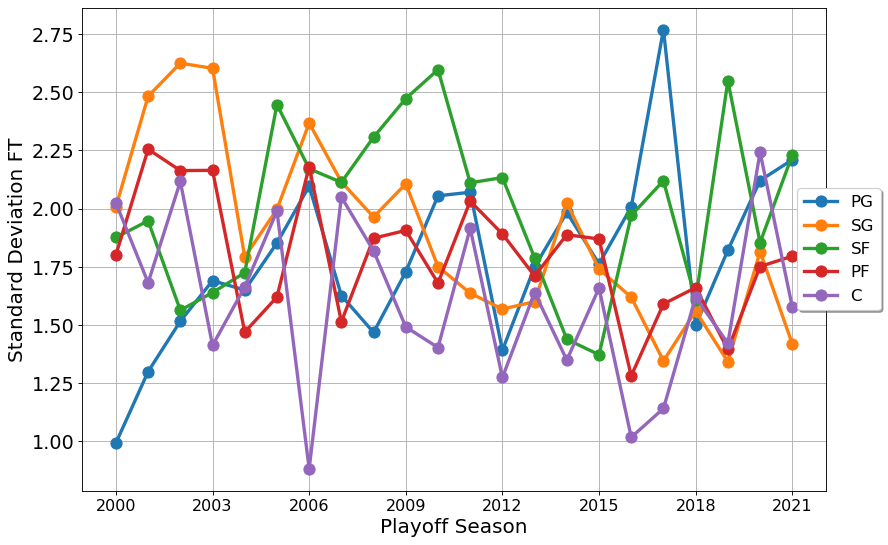 2.75
2.50
2.25
2.00
1.75
1.50
1.25
1.00
Standard Deviation FT
2000 2003 2006 2009 2012 2015 2018 2021
Playoff Season
PG
SG
SF
PF
C